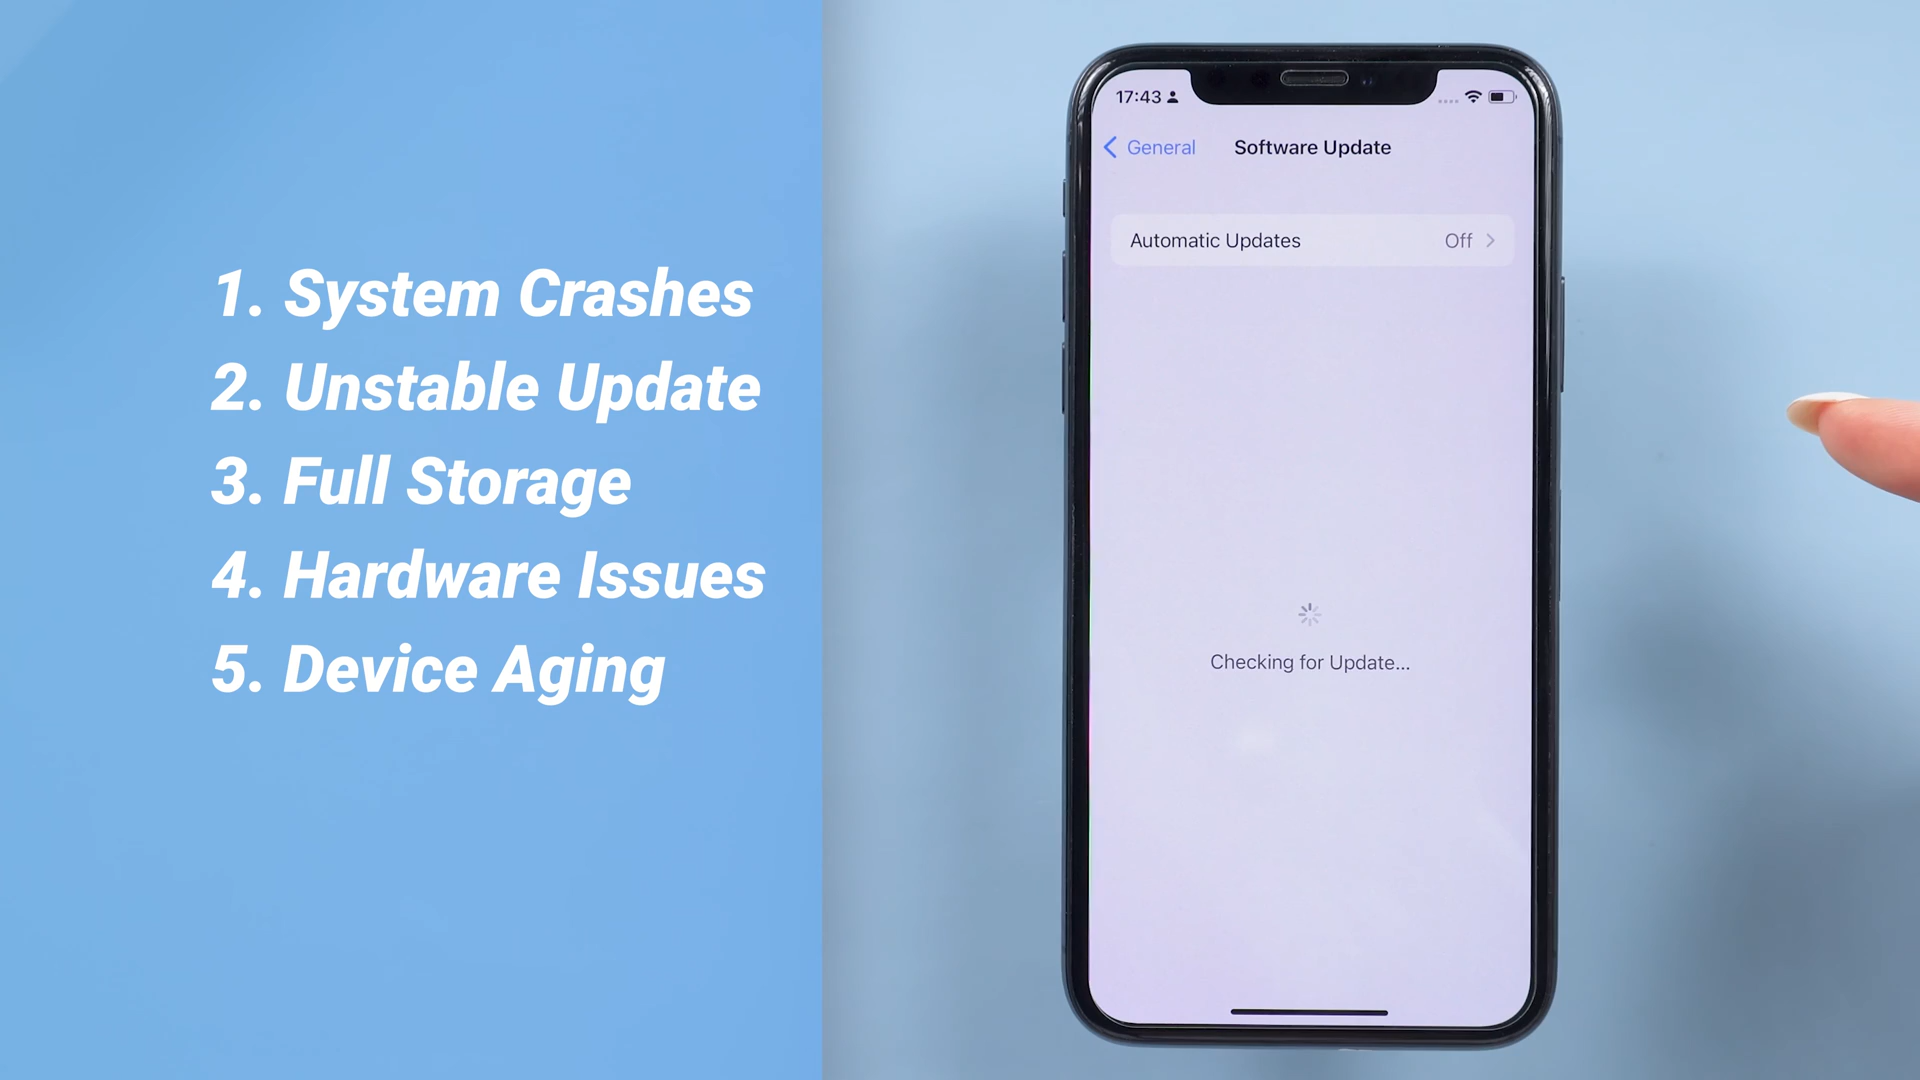 1. System Crashes
2. Unstable Update
3. Full Storage
4. Hardware Issues
5. Device Aging
17:43
General
Software Update
Automatic Updates
Off
Checking for Update...